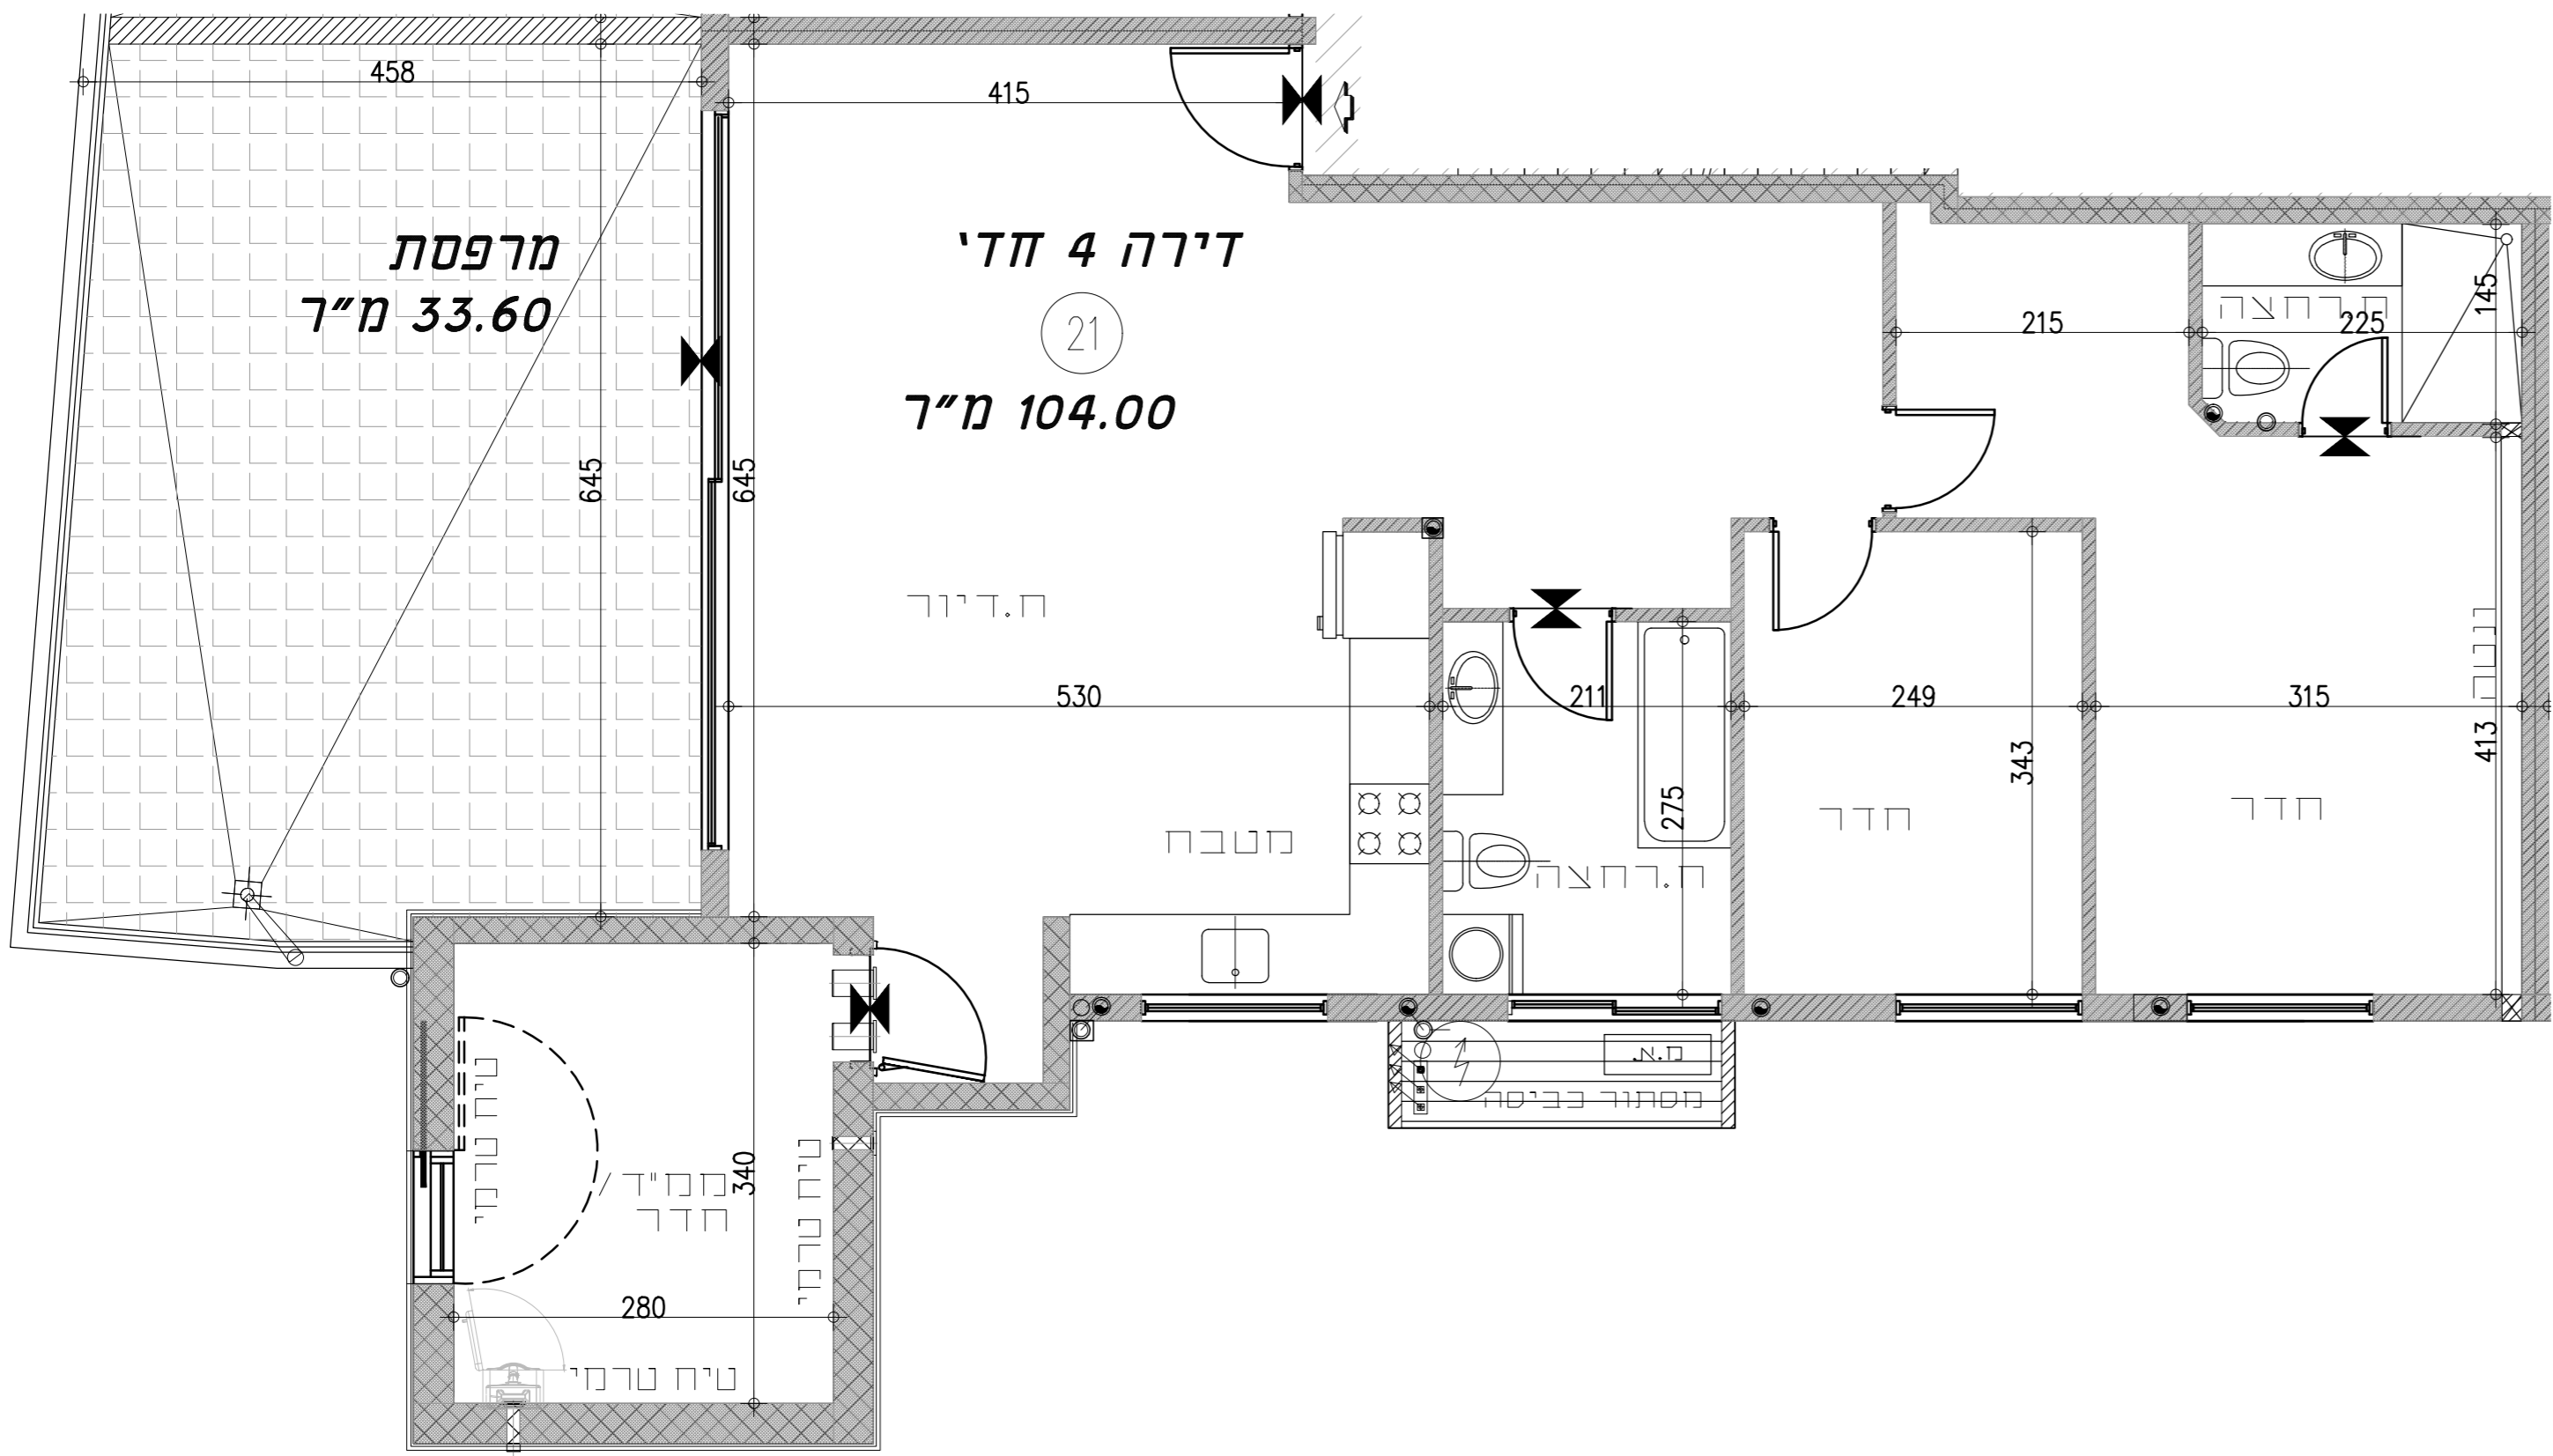 458
415
מרפסת
33.60 מ"ר
דירה 4 חד'
21
104.00 מ"ר
215
ח.רחצה
225
145
645
645
ח.דיור
530
211
249
315
343
413
275
מטבח
ח.רחצה
חדר
חדר
מ.א.
מסתור כביסה
טיח טרמי
ממ"ד/
חדר
340
טיח טרמי
280
טיח טרמי